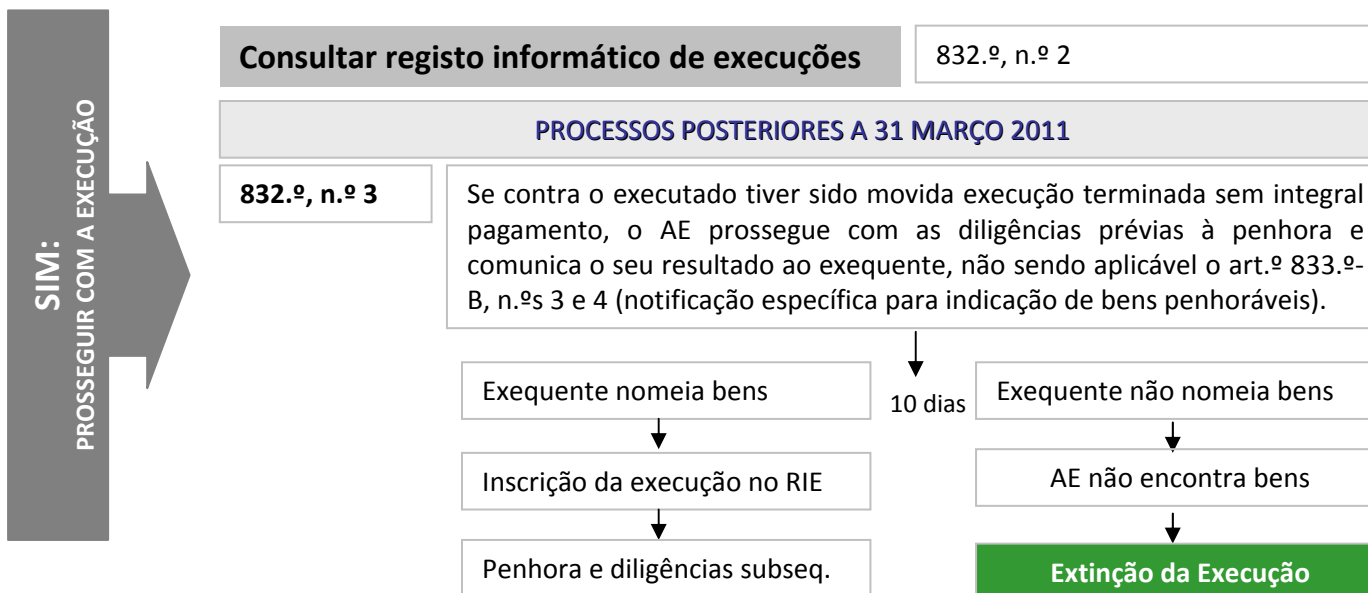 SIM:
PROSSEGUIR COM A EXECUÇÃO
Consultar registo informático de execuções
832.º, n.º 2
PROCESSOS POSTERIORES A 31 MARÇO 2011
832.º, n.º 3
Se contra o executado tiver sido movida execução terminada sem integral
pagamento, o AE prossegue com as diligências prévias à penhora e
comunica o seu resultado ao exequente, não sendo aplicável o art.º 833.º-
B, n.ºs 3 e 4 (notificação específica para indicação de bens penhoráveis).
Exequente nomeia bens
10 dias
Exequente não nomeia bens
Inscrição da execução no RIE
AE não encontra bens
Penhora e diligências subseq.
Extinção da Execução